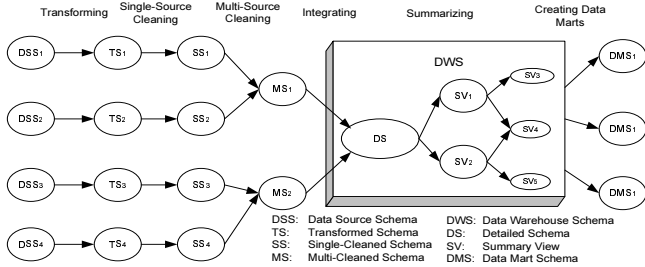 Transforming Single-Source Cleaning Multi-Source Cleaning Integrating Summarizing Creating Data Marts
DWS
DSS1 TS1 SS1 SV3 DMS1
MS1 SV1
DSS2 TS2 SS2 DS SV4 DMS1
SV2
DSS3 TS3 SS3 MS2 SV5 DMS1
DSS4 TS4 SS4
DSS: Data Source Schema
TS: Transformed Schema
SS: Single-Cleaned Schema
MS: Multi-Cleaned Schema
DWS: Data Warehouse Schema
DS: Detailed Schema
SV: Summary View
DMS: Data Mart Schema